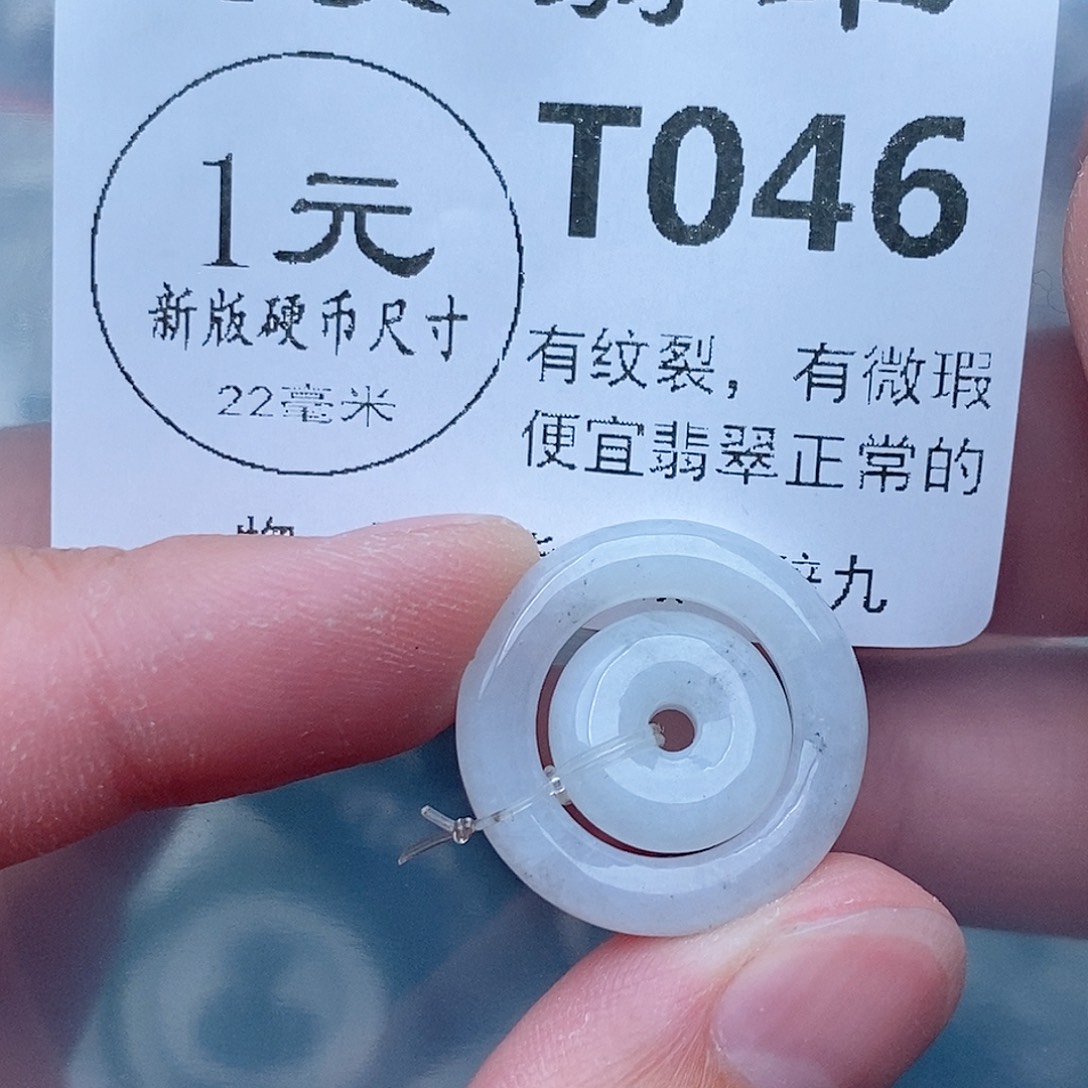 T046
1元
新版硬币尺寸
22毫米
有纹裂，有微瑕
便宜翡翠正常的
九